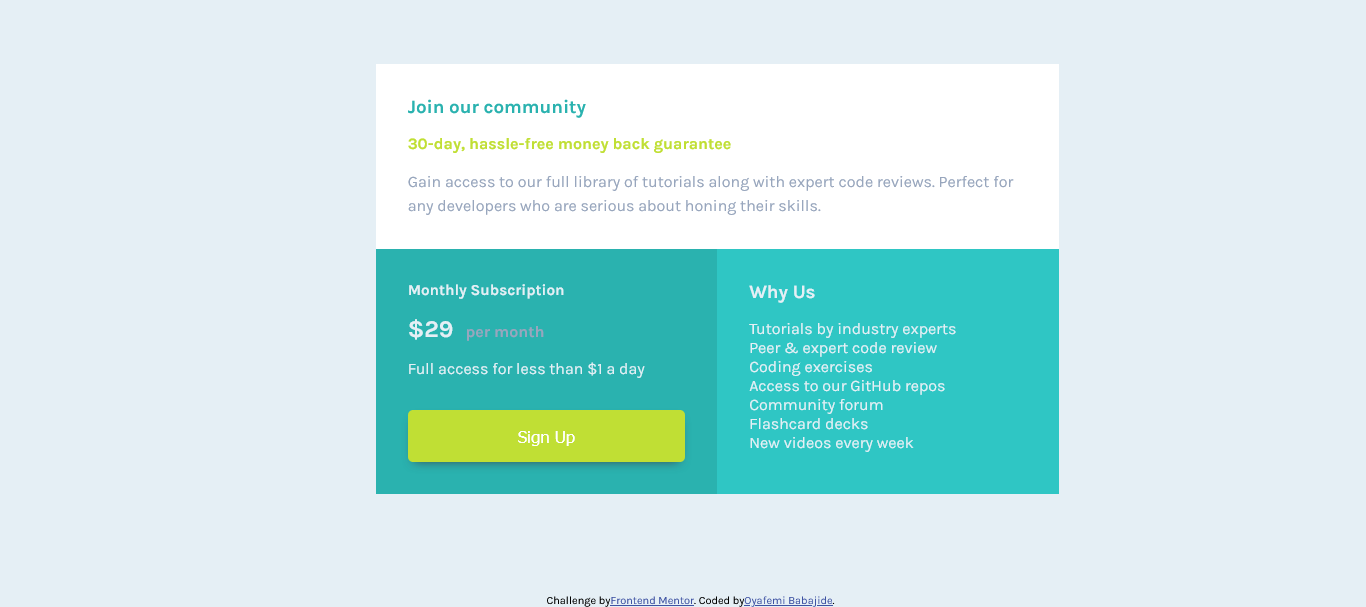 Join our community
30-day, hassle-free money back guarantee
Gain access to our full library of tutorials along with expert code reviews. Perfect for
any developers who are serious about honing their skills.
Monthly Subscription
$29 per month
Full access for less than $1 a day
Sign Up
Why Us
Tutorials by industry experts
Peer & expert code review
Coding exercises
Access to our GitHub repos
Community forum
Flashcard decks
New videos every week
Challenge byFrontend Mentor. Coded byOyafemi Babajide.